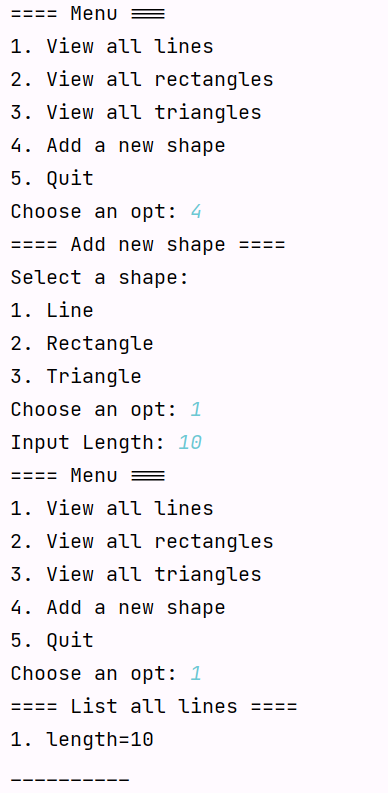 ==== Menu ===
1. View all lines
2. View all rectangles
3. View all triangles
4. Add a new shape
5. Quit
Choose an opt: 4
==== Add new shape ====
Select a shape:
1. Line
2. Rectangle
3. Triangle
Choose an opt: 1
Input Length: 10
==== Menu ===
1. View all lines
2. View all rectangles
3. View all triangles
4. Add a new shape
5. Quit
Choose an opt: 1
==== List all lines ====
1. length=10
__________